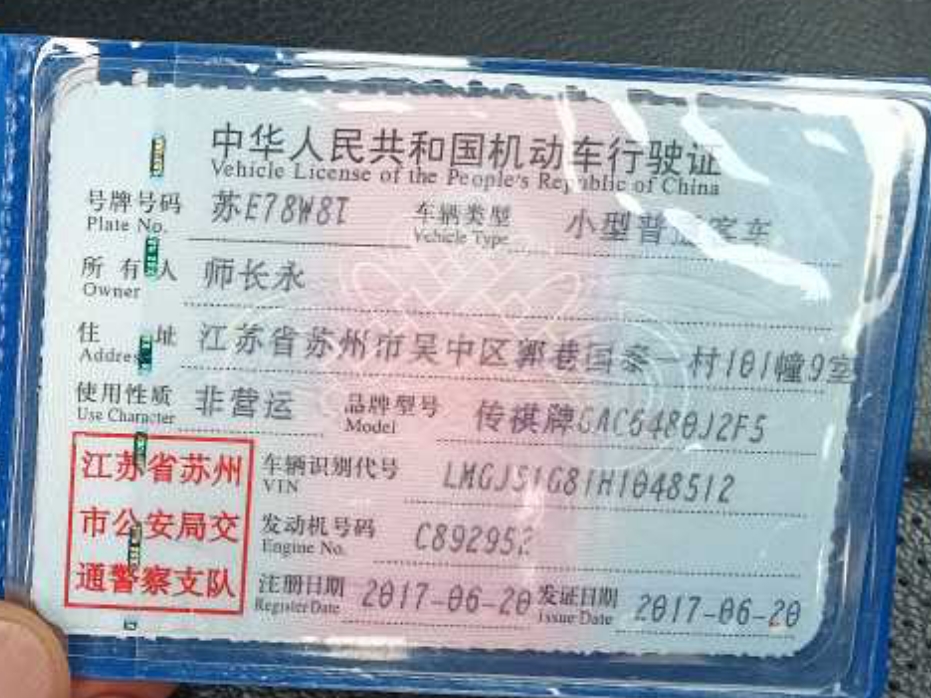 中华人民共和国机动车行驶证
Vehicle License of the People's Republic of China
号牌号码 苏E78W8I 车辆类型 小型普通客车
Plate No. Vehicle Type
所有人 师长永
Owner
住址 江苏省苏州市吴中区郭巷国泰一村101幢9室
Address
使用性质 非营运 品牌型号 传祺牌GAC6480J2F5
Use Character Model
江苏省苏州
市公安局交
通警察支队
车辆识别代号 LMGJS1G81H1048512
VIN
发动机号码
Engine No.
注册日期 2017-06-20 发证日期 2017-06-20
Register Date Issue Date